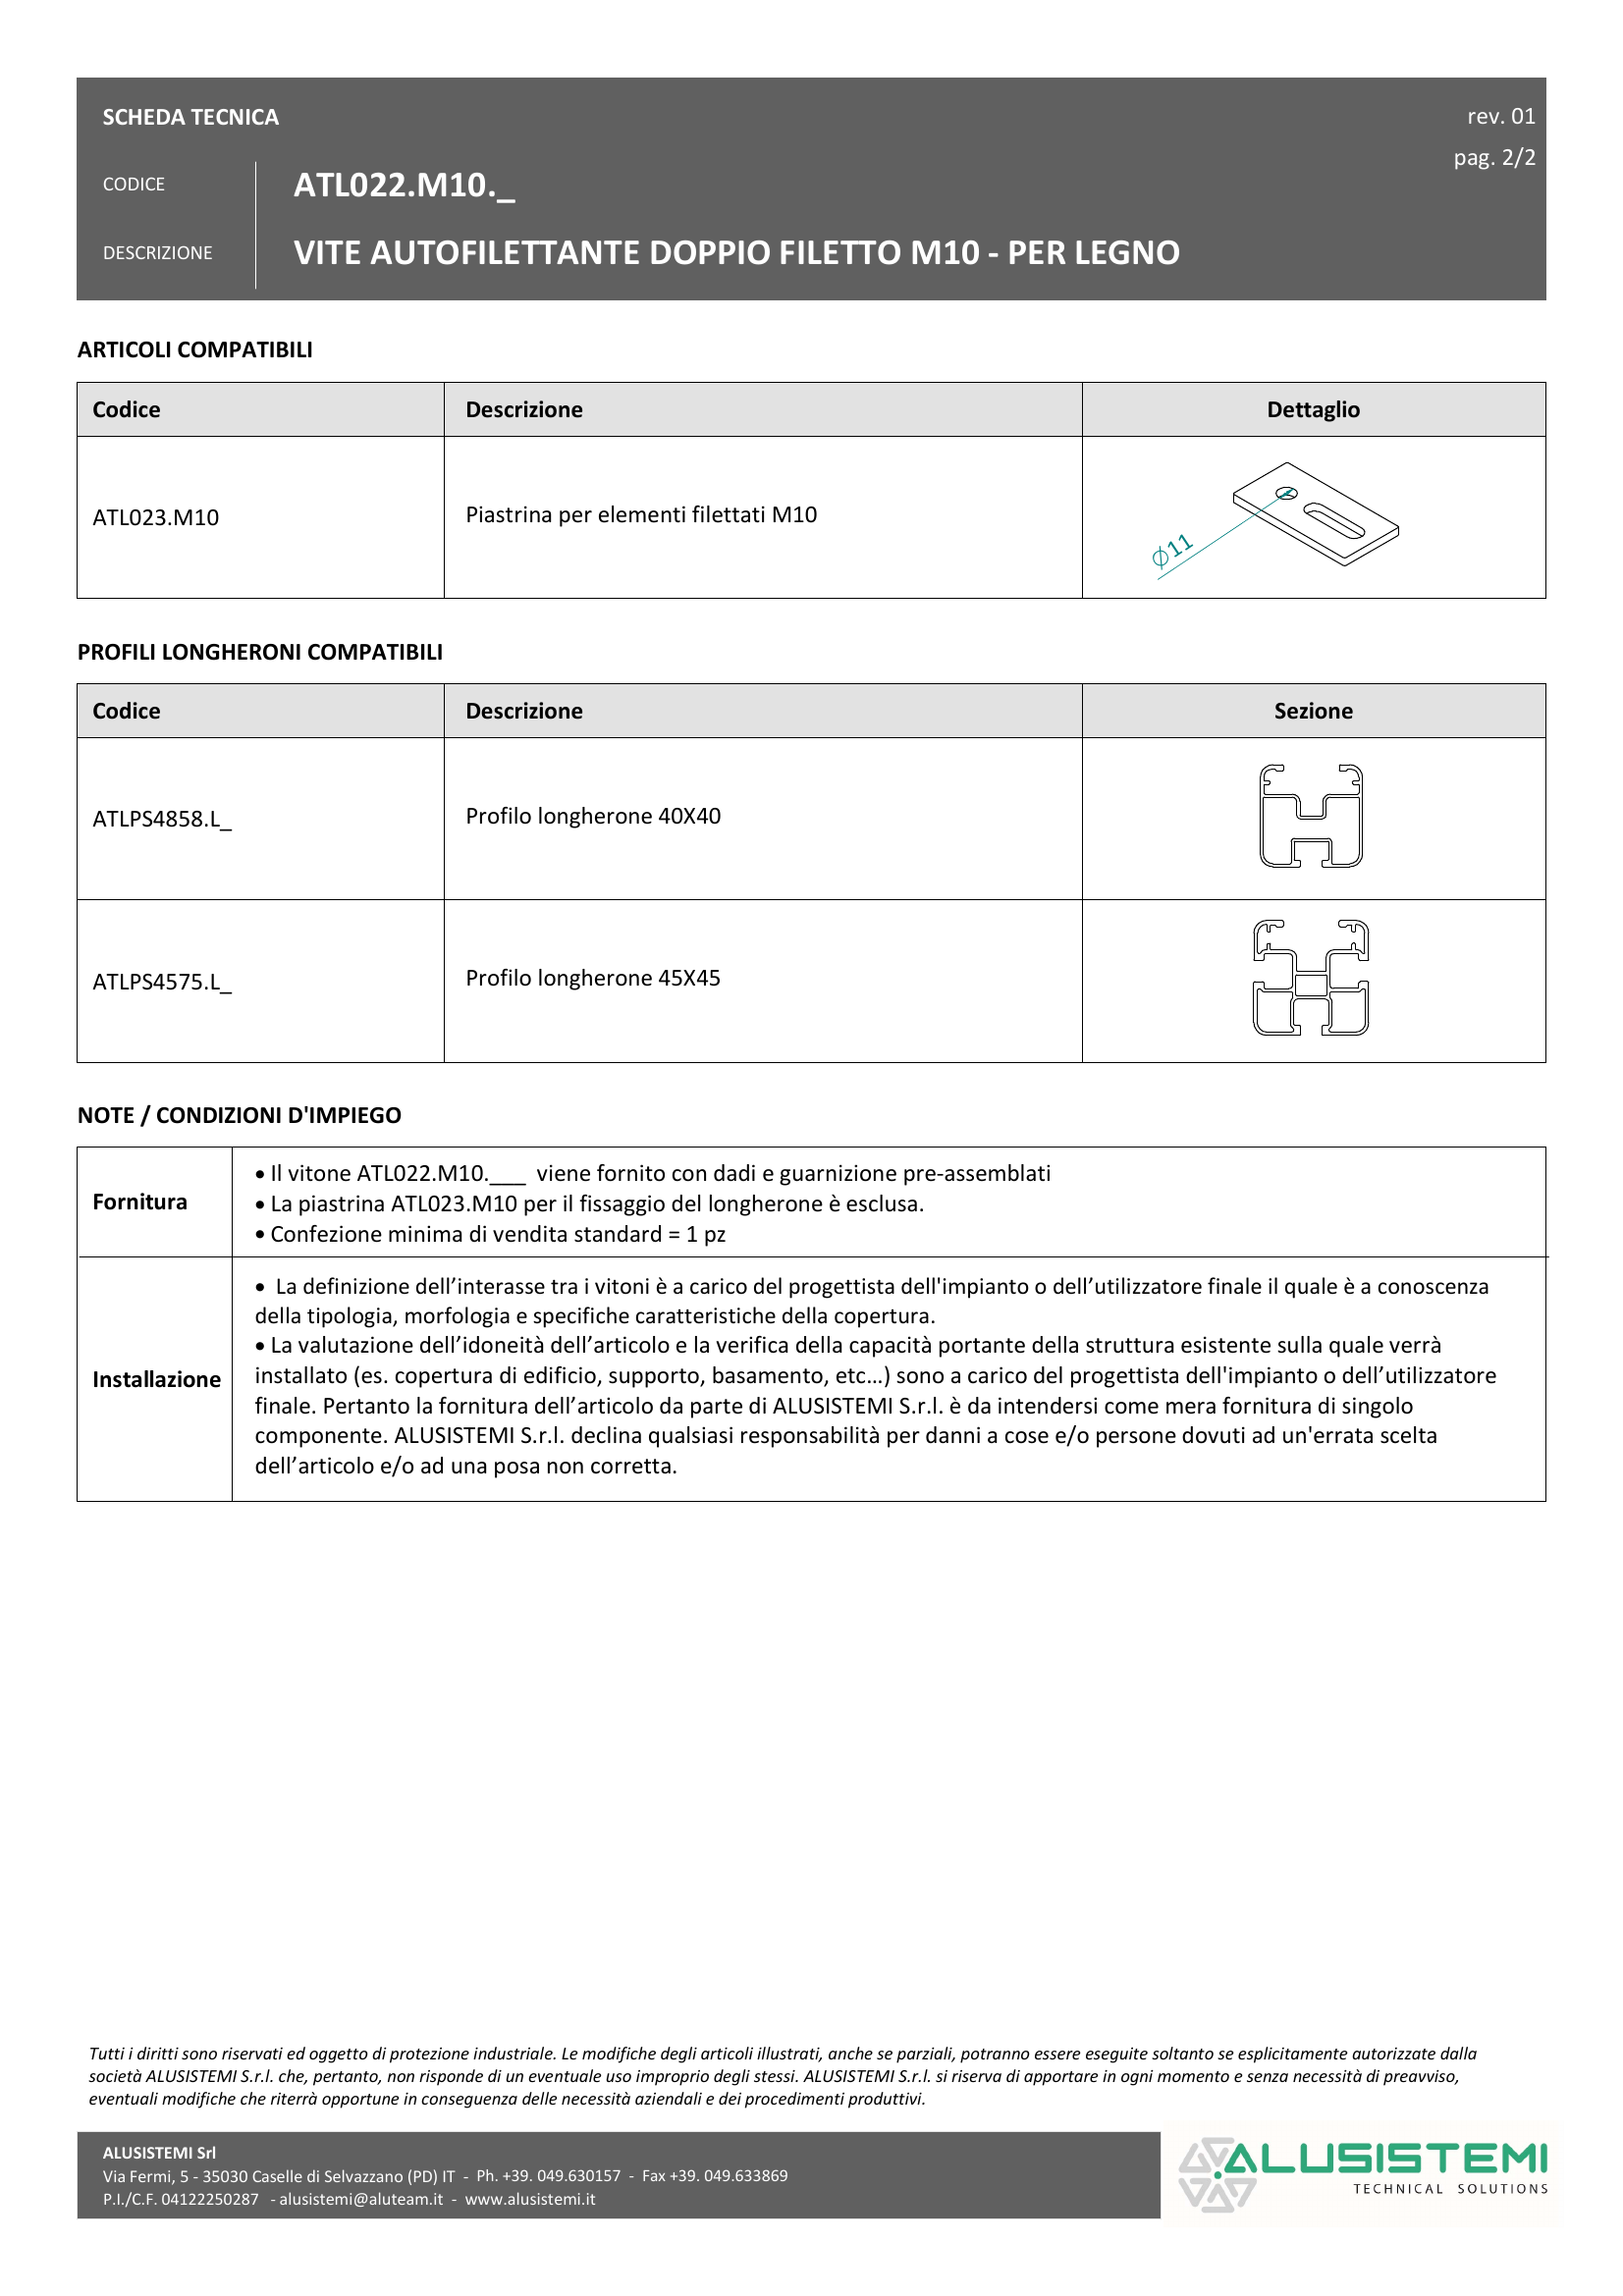 SCHEDA TECNICA
rev. 01
pag. 2/2
CODICE
ATL022.M10._
DESCRIZIONE
VITE AUTOFILETTANTE DOPPIO FILETTO M10 - PER LEGNO
ARTICOLI COMPATIBILI
Codice Descrizione Dettaglio
ATL023.M10 Piastrina per elementi filettati M10
∅11
PROFILI LONGHERONI COMPATIBILI
Codice Descrizione Sezione
ATLPS4858.L_ Profilo longherone 40X40
ATLPS4575.L_ Profilo longherone 45X45
NOTE / CONDIZIONI D'IMPIEGO
Fornitura
• Il vitone ATL022.M10.___ viene fornito con dadi e guarnizione pre-assemblati
• La piastrina ATL023.M10 per il fissaggio del longherone è esclusa.
• Confezione minima di vendita standard = 1 pz
Installazione
• La definizione dell’interasse tra i vitoni è a carico del progettista dell'impianto o dell’utilizzatore finale il quale è a conoscenza
della tipologia, morfologia e specifiche caratteristiche della copertura.
• La valutazione dell’idoneità dell’articolo e la verifica della capacità portante della struttura esistente sulla quale verrà
installato (es. copertura di edificio, supporto, basamento, etc…) sono a carico del progettista dell'impianto o dell’utilizzatore
finale. Pertanto la fornitura dell’articolo da parte di ALUSISTEMI S.r.l. è da intendersi come mera fornitura di singolo
componente. ALUSISTEMI S.r.l. declina qualsiasi responsabilità per danni a cose e/o persone dovuti ad un'errata scelta
dell’articolo e/o ad una posa non corretta.
Tutti i diritti sono riservati ed oggetto di protezione industriale. Le modifiche degli articoli illustrati, anche se parziali, potranno essere eseguite soltanto se esplicitamente autorizzate dalla
società ALUSISTEMI S.r.l. che, pertanto, non risponde di un eventuale uso improprio degli stessi. ALUSISTEMI S.r.l. si riserva di apportare in ogni momento e senza necessità di preavviso,
eventuali modifiche che riterrà opportune in conseguenza delle necessità aziendali e dei procedimenti produttivi.
ALUSISTEMI Srl
Via Fermi, 5 - 35030 Caselle di Selvazzano (PD) IT - Ph. +39. 049.630157 - Fax +39. 049.633869
P.I./C.F. 04122250287 - alusistemi@aluteam.it - www.alusistemi.it
ALUSISTEMI
TECHNICAL SOLUTIONS